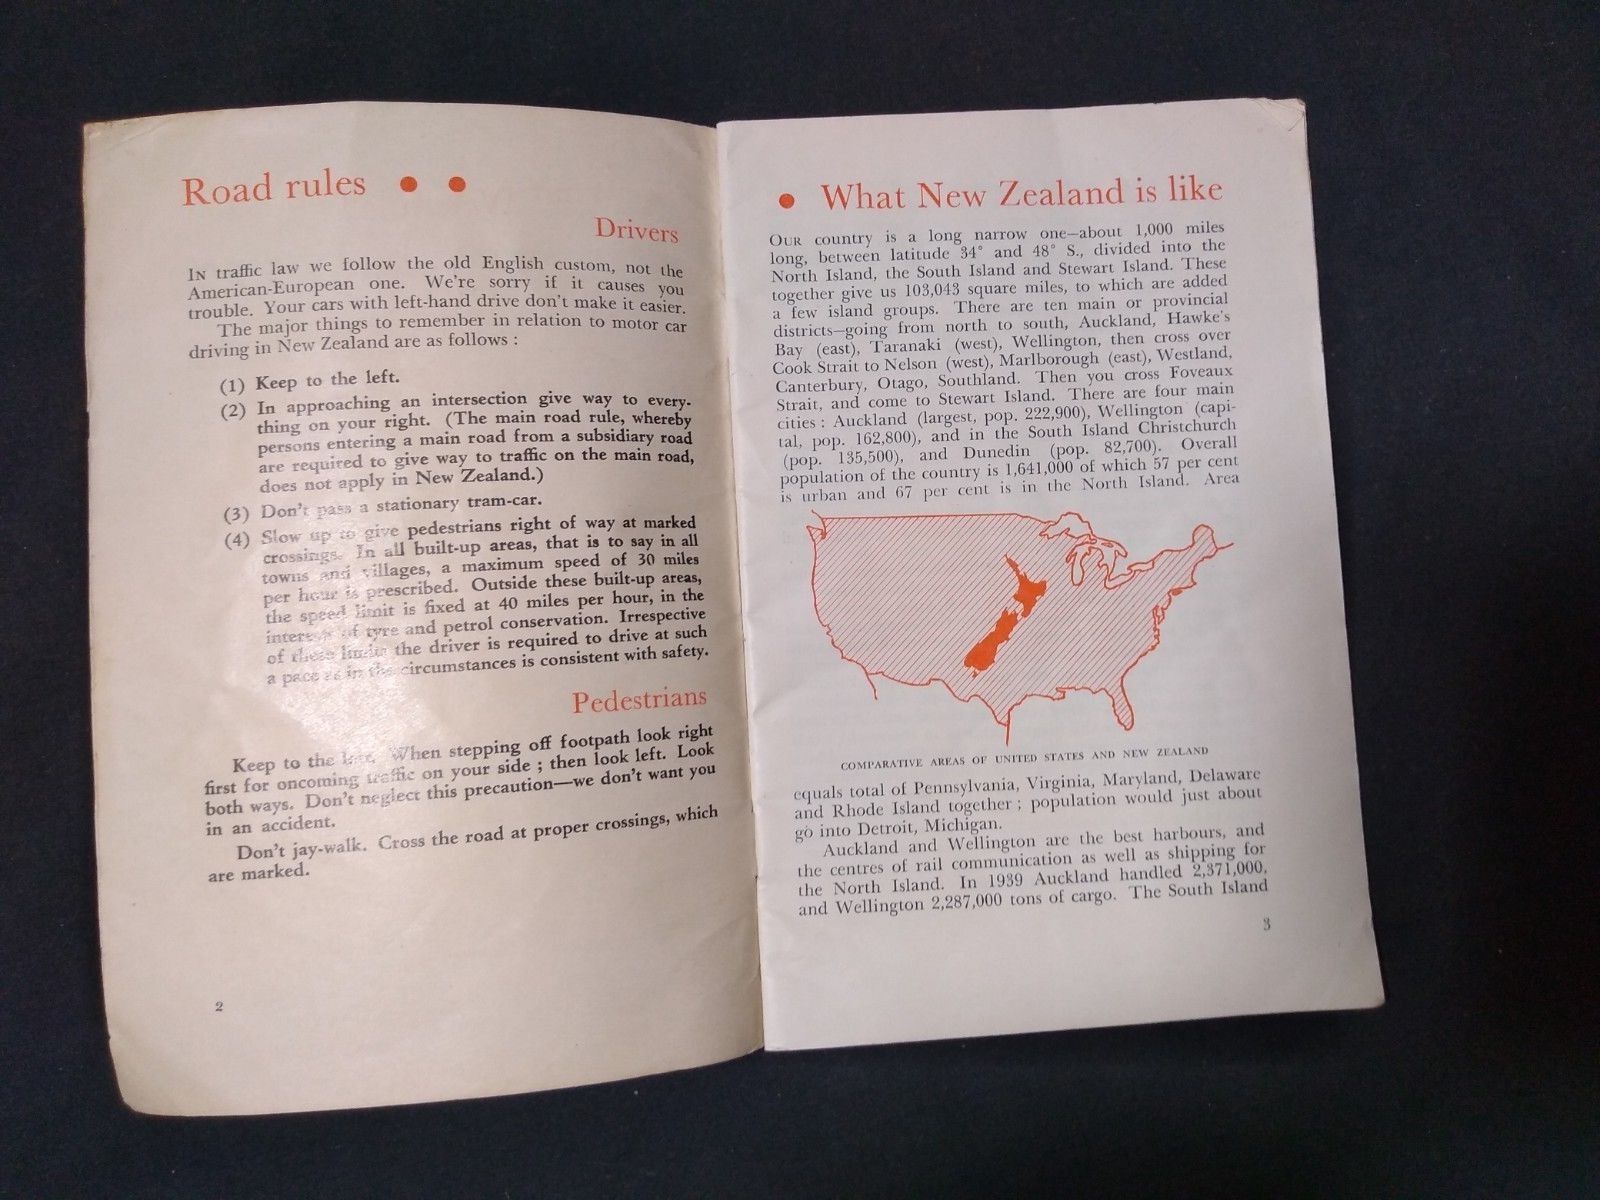 Road rules • •
Drivers
IN traffic law we follow the old English custom, not the
American-European one. We're sorry if it causes you
trouble. Your cars with left-hand drive don't make it easier.
The major things to remember in relation to motor car
driving in New Zealand are as follows :
(1) Keep to the left.
(2) In approaching an intersection give way to every-
thing on your right. (The main road rule, whereby
persons entering a main road from a subsidiary road
are required to give way to traffic on the main road,
does not apply in New Zealand.)
(3) Don't pass a stationary tram-car.
(4) Slow up to give pedestrians right of way at marked
crossings. In all built-up areas, that is to say in all
towns and villages, a maximum speed of 30 miles
per hour is prescribed. Outside these built-up areas,
the speed limit is fixed at 40 miles per hour, in the
interests of tyre and petrol conservation. Irrespective
of these limits the driver is required to drive at such
a pace as in the circumstances is consistent with safety.
Pedestrians
Keep to the When stepping off footpath look right
first for oncoming traffic on your side ; then look left. Look
both ways. Don't neglect this precaution—we don't want you
in an accident.
Don't jay-walk. Cross the road at proper crossings, which
are marked.
2
• What New Zealand is like
OUR country is a long narrow one—about 1,000 miles
long, between latitude 34° and 48° S., divided into the
North Island, the South Island and Stewart Island. These
together give us 103,043 square miles, to which are added
a few island groups. There are ten main or provincial
districts—going from north to south, Auckland, Hawke's
Bay (east), Taranaki (west), Wellington, then cross over
Cook Strait to Nelson (west), Marlborough (east), Westland,
Canterbury, Otago, Southland. Then you cross Foveaux
Strait, and come to Stewart Island. There are four main
cities : Auckland (largest, pop. 222,900), Wellington (capi-
tal, pop. 162,800), and in the South Island Christchurch
(pop. 135,500), and Dunedin (pop. 82,700). Overall
population of the country is 1,641,000 of which 57 per cent
is urban and 67 per cent is in the North Island. Area
COMPARATIVE AREAS OF UNITED STATES AND NEW ZEALAND
equals total of Pennsylvania, Virginia, Maryland, Delaware
and Rhode Island together ; population would just about
go into Detroit, Michigan.
Auckland and Wellington are the best harbours, and
the centres of rail communication as well as shipping for
the North Island. In 1939 Auckland handled 2,371,000,
and Wellington 2,287,000 tons of cargo. The South Island
3